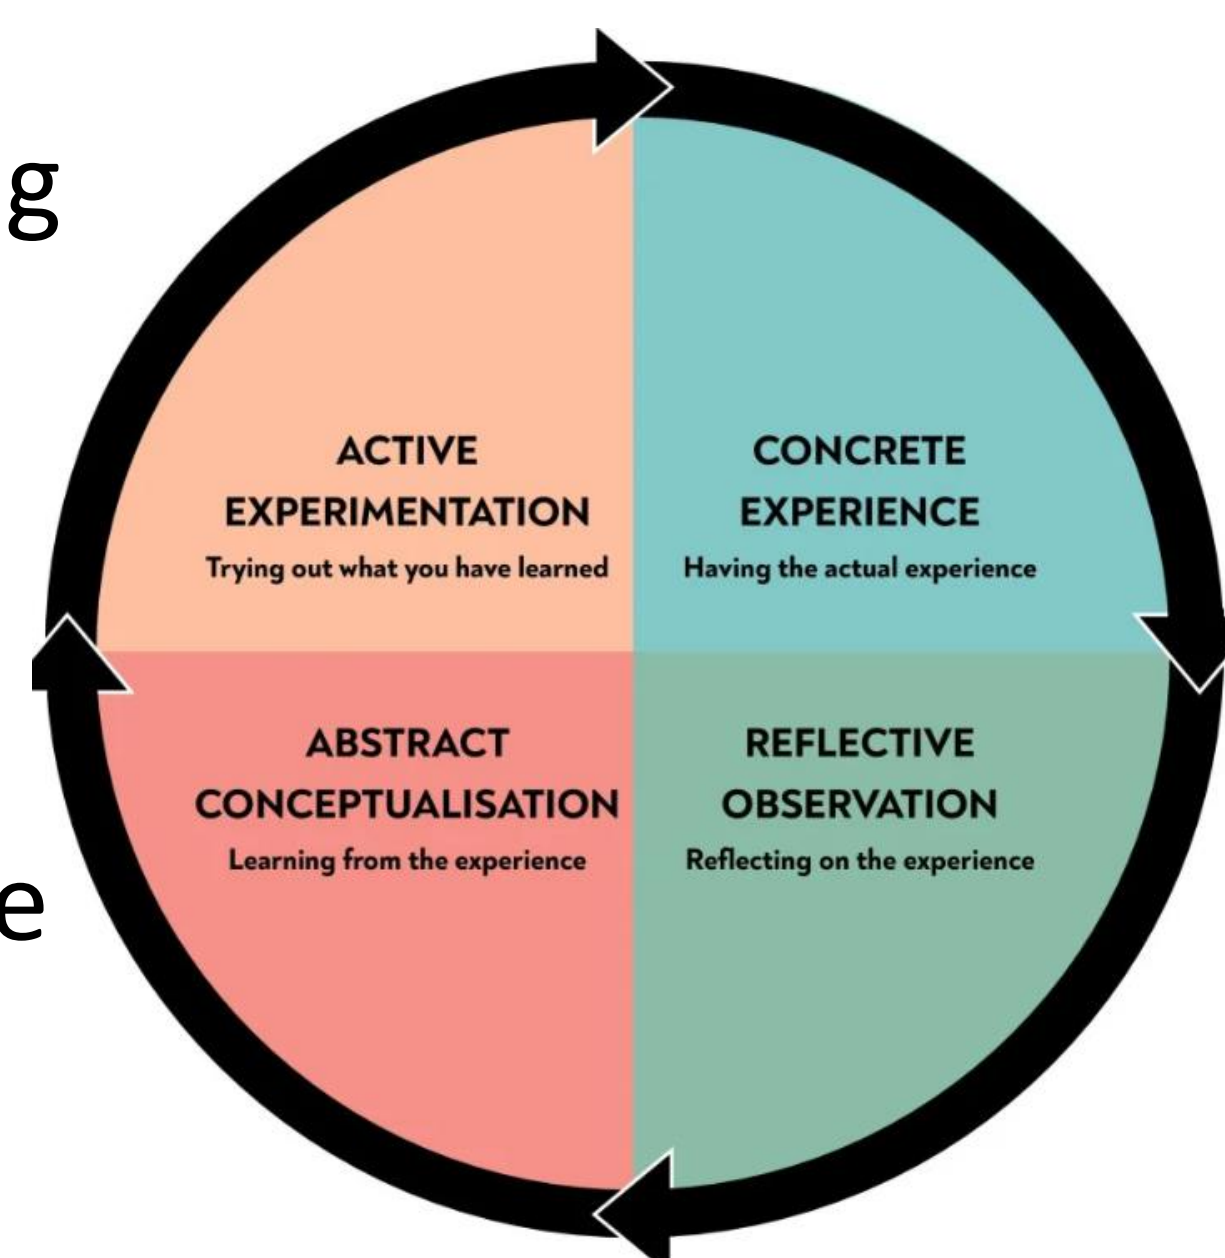 g
ACTIVE
EXPERIMENTATION
Trying out what you have learned
CONCRETE
EXPERIENCE
Having the actual experience
ABSTRACT
CONCEPTUALISATION
Learning from the experience
REFLECTIVE
OBSERVATION
Reflecting on the experience
e